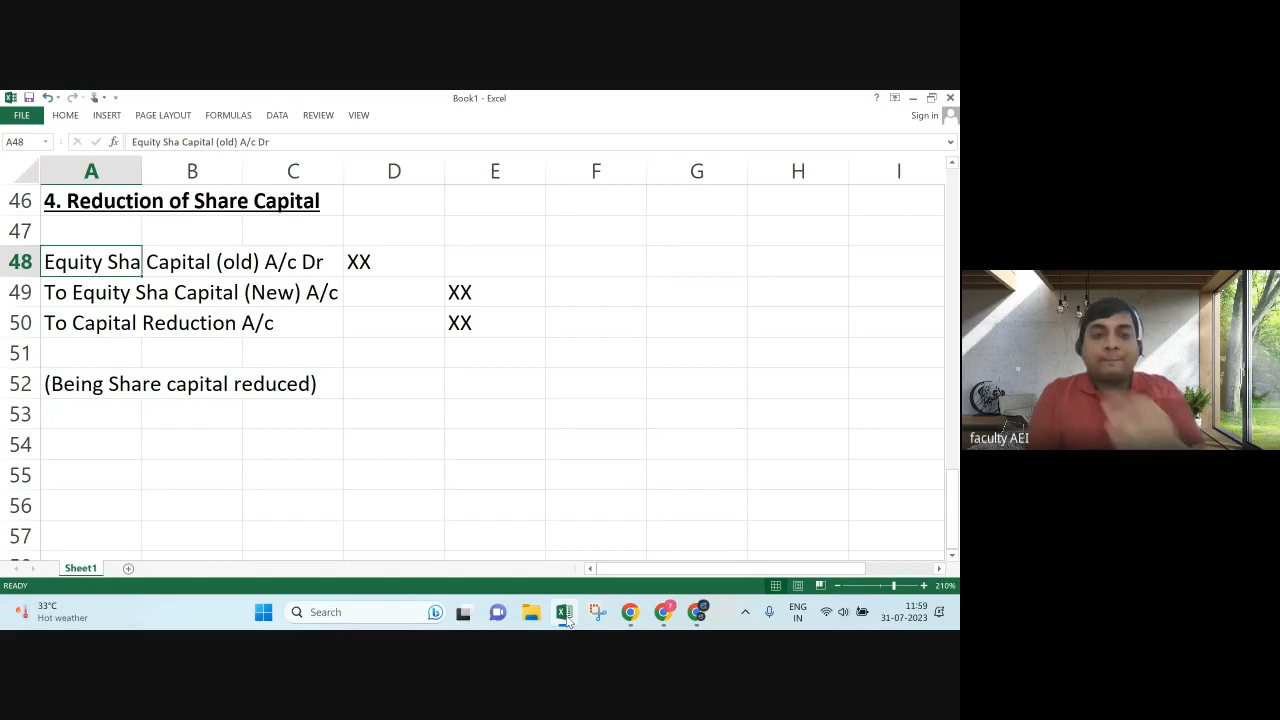 Book1 - Excel
FILE HOME INSERT PAGE LAYOUT FORMULAS DATA REVIEW VIEW
Sign in
A48 fx Equity Sha Capital (old) A/c Dr
A B C D E F G H I
46 4. Reduction of Share Capital
47
48 Equity Sha Capital (old) A/c Dr XX
49 To Equity Sha Capital (New) A/c XX
50 To Capital Reduction A/c XX
51
52 (Being Share capital reduced)
53
54
55
56
57
faculty AEI
Sheet1
READY 210%
33°C
Hot weather
Search
ENG
IN
11:59
31-07-2023